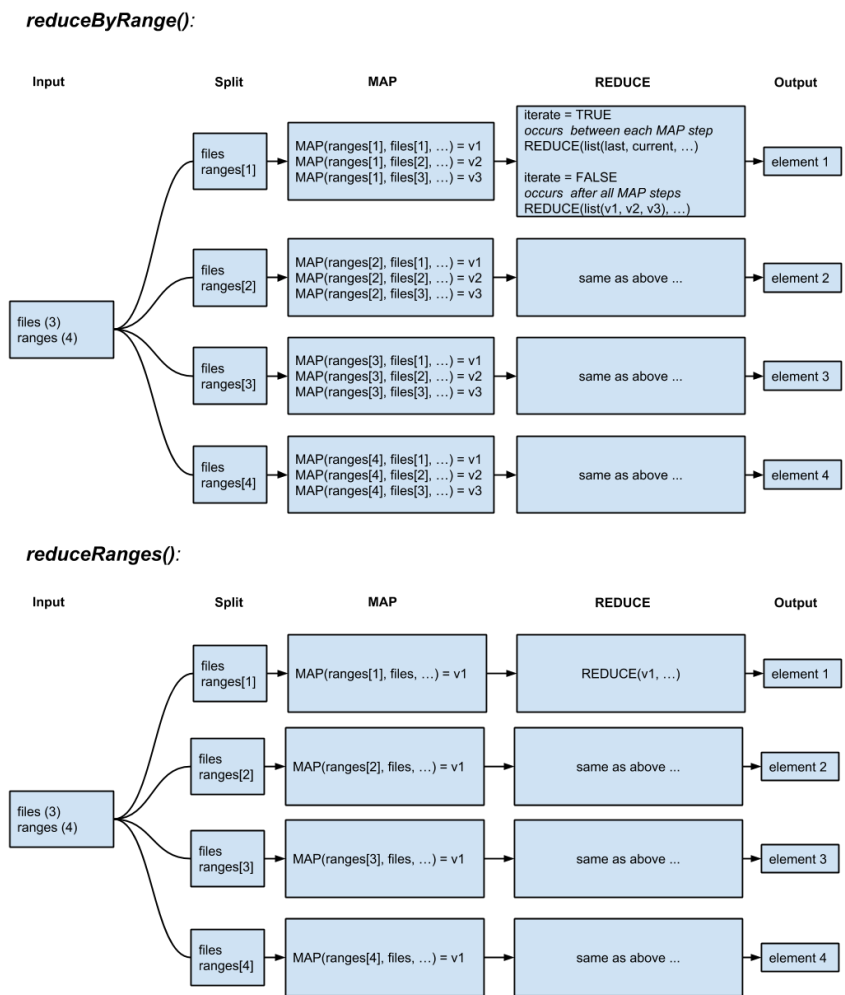 reduceByRange():
Input Split MAP REDUCE Output
files (3)
ranges (4)
files
ranges[1]
MAP(ranges[1], files[1], …) = v1
MAP(ranges[1], files[2], …) = v2
MAP(ranges[1], files[3], …) = v3
iterate = TRUE
occurs between each MAP step
REDUCE(list(last, current, …)
iterate = FALSE
occurs after all MAP steps
REDUCE(list(v1, v2, v3), …)
element 1
files
ranges[2]
MAP(ranges[2], files[1], …) = v1
MAP(ranges[2], files[2], …) = v2
MAP(ranges[2], files[3], …) = v3
same as above ...
element 2
files
ranges[3]
MAP(ranges[3], files[1], …) = v1
MAP(ranges[3], files[2], …) = v2
MAP(ranges[3], files[3], …) = v3
same as above ...
element 3
files
ranges[4]
MAP(ranges[4], files[1], …) = v1
MAP(ranges[4], files[2], …) = v2
MAP(ranges[4], files[3], …) = v3
same as above ...
element 4
reduceRanges():
Input Split MAP REDUCE Output
files (3)
ranges (4)
files
ranges[1]
MAP(ranges[1], files, …) = v1
REDUCE(v1, …)
element 1
files
ranges[2]
MAP(ranges[2], files, …) = v1
same as above ...
element 2
files
ranges[3]
MAP(ranges[3], files, …) = v1
same as above ...
element 3
files
ranges[4]
MAP(ranges[4], files, …) = v1
same as above ...
element 4